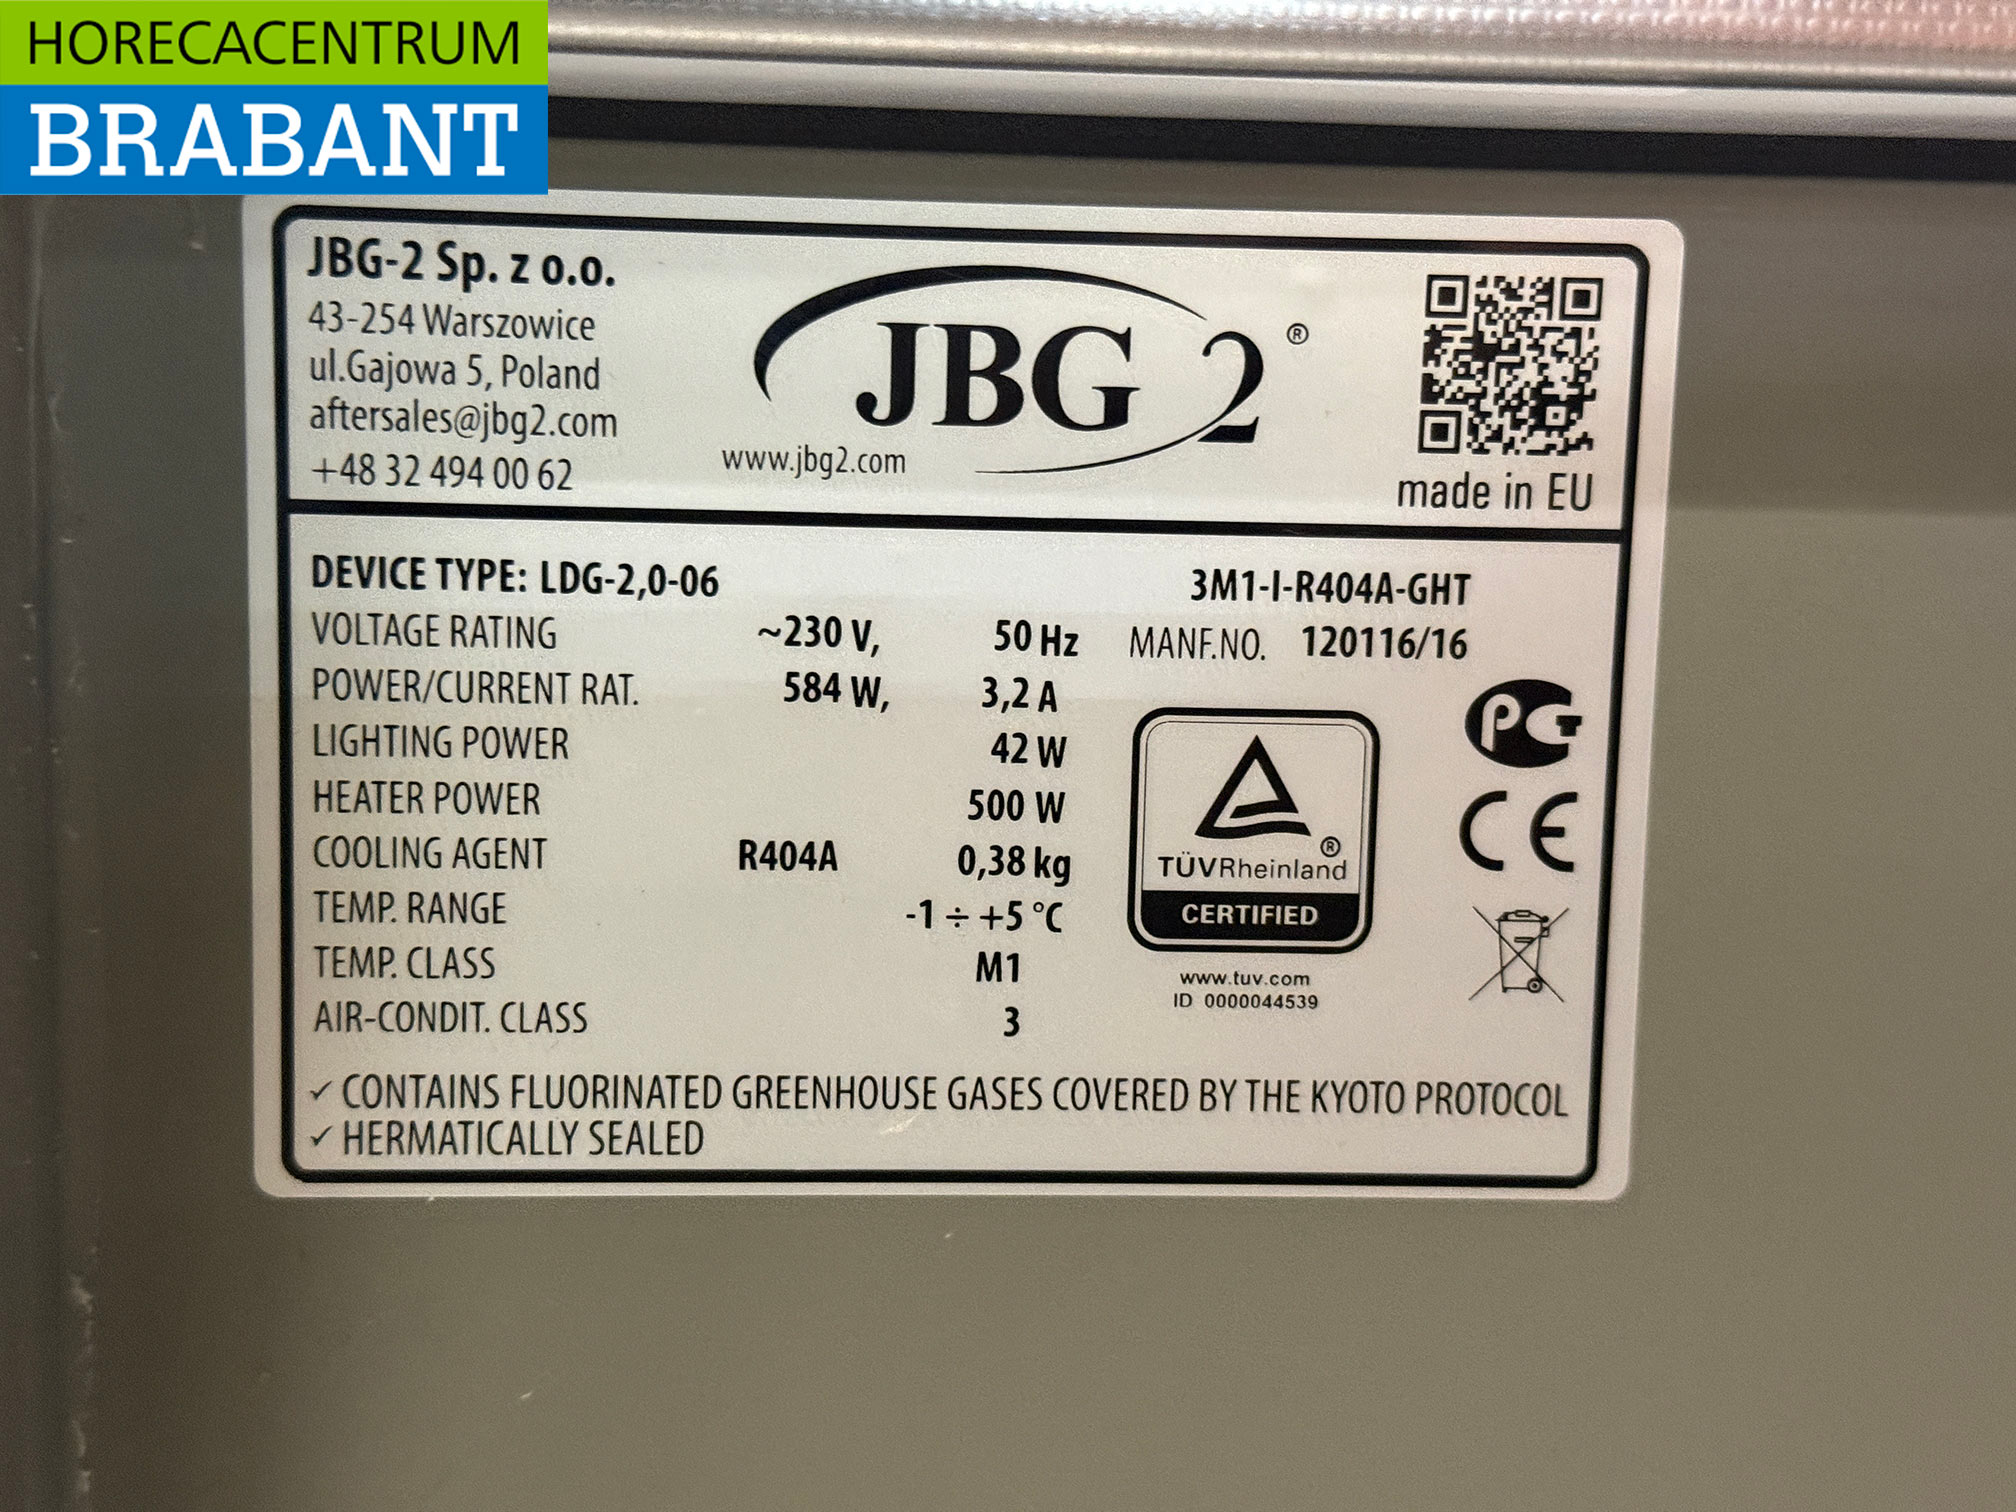 HORECACENTRUM
BRABANT
JBG-2 Sp. z o.o.
43-254 Warszowice
ul.Gajowa 5, Poland
aftersales@jbg2.com
+48 32 494 00 62
JBG 2 ®
www.jbg2.com
made in EU
DEVICE TYPE: LDG-2,0-06 3M1-I-R404A-GHT
VOLTAGE RATING ~230 V, 50 Hz MANF.NO. 120116/16
POWER/CURRENT RAT. 584 W, 3,2 A
LIGHTING POWER 42 W
HEATER POWER 500 W
COOLING AGENT R404A 0,38 kg
TEMP. RANGE -1 ÷ +5 °C
TEMP. CLASS M1
AIR-CONDIT. CLASS 3
PG
CE
®
TÜVRheinland
CERTIFIED
www.tuv.com
ID 0000044539
✓ CONTAINS FLUORINATED GREENHOUSE GASES COVERED BY THE KYOTO PROTOCOL
✓ HERMATICALLY SEALED